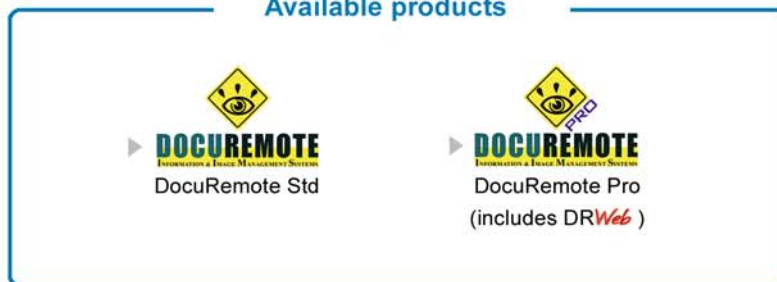 Available products
DOCUREMOTE
INFORMATION & IMAGE MANAGEMENT SYSTEMS
DocuRemote Std
PRO
DOCUREMOTE
INFORMATION & IMAGE MANAGEMENT SYSTEMS
DocuRemote Pro
(includes DRWeb )